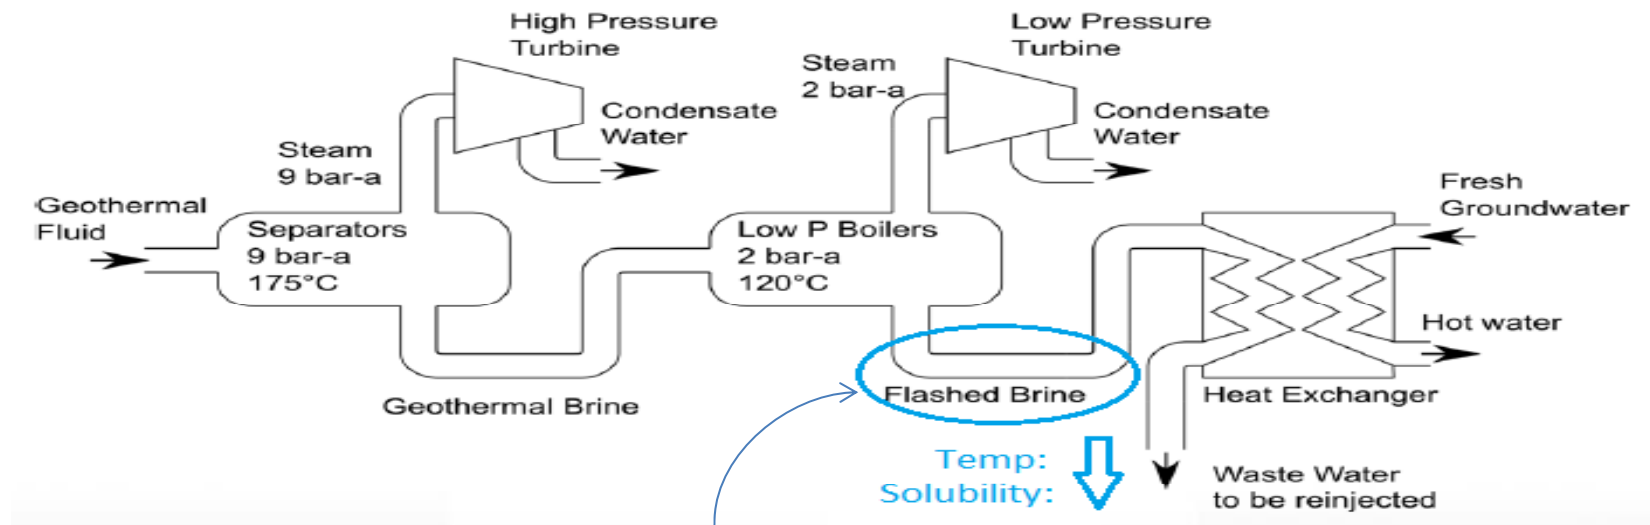 High Pressure
Turbine
Low Pressure
Turbine
Steam
2 bar-a
Condensate
Water
Condensate
Water
Steam
9 bar-a
Geothermal
Fluid
Separators
9 bar-a
175°C
Low P Boilers
2 bar-a
120°C
Fresh
Groundwater
Hot water
Geothermal Brine
Flashed Brine
Heat Exchanger
Temp:
Solubility:
Waste Water
to be reinjected